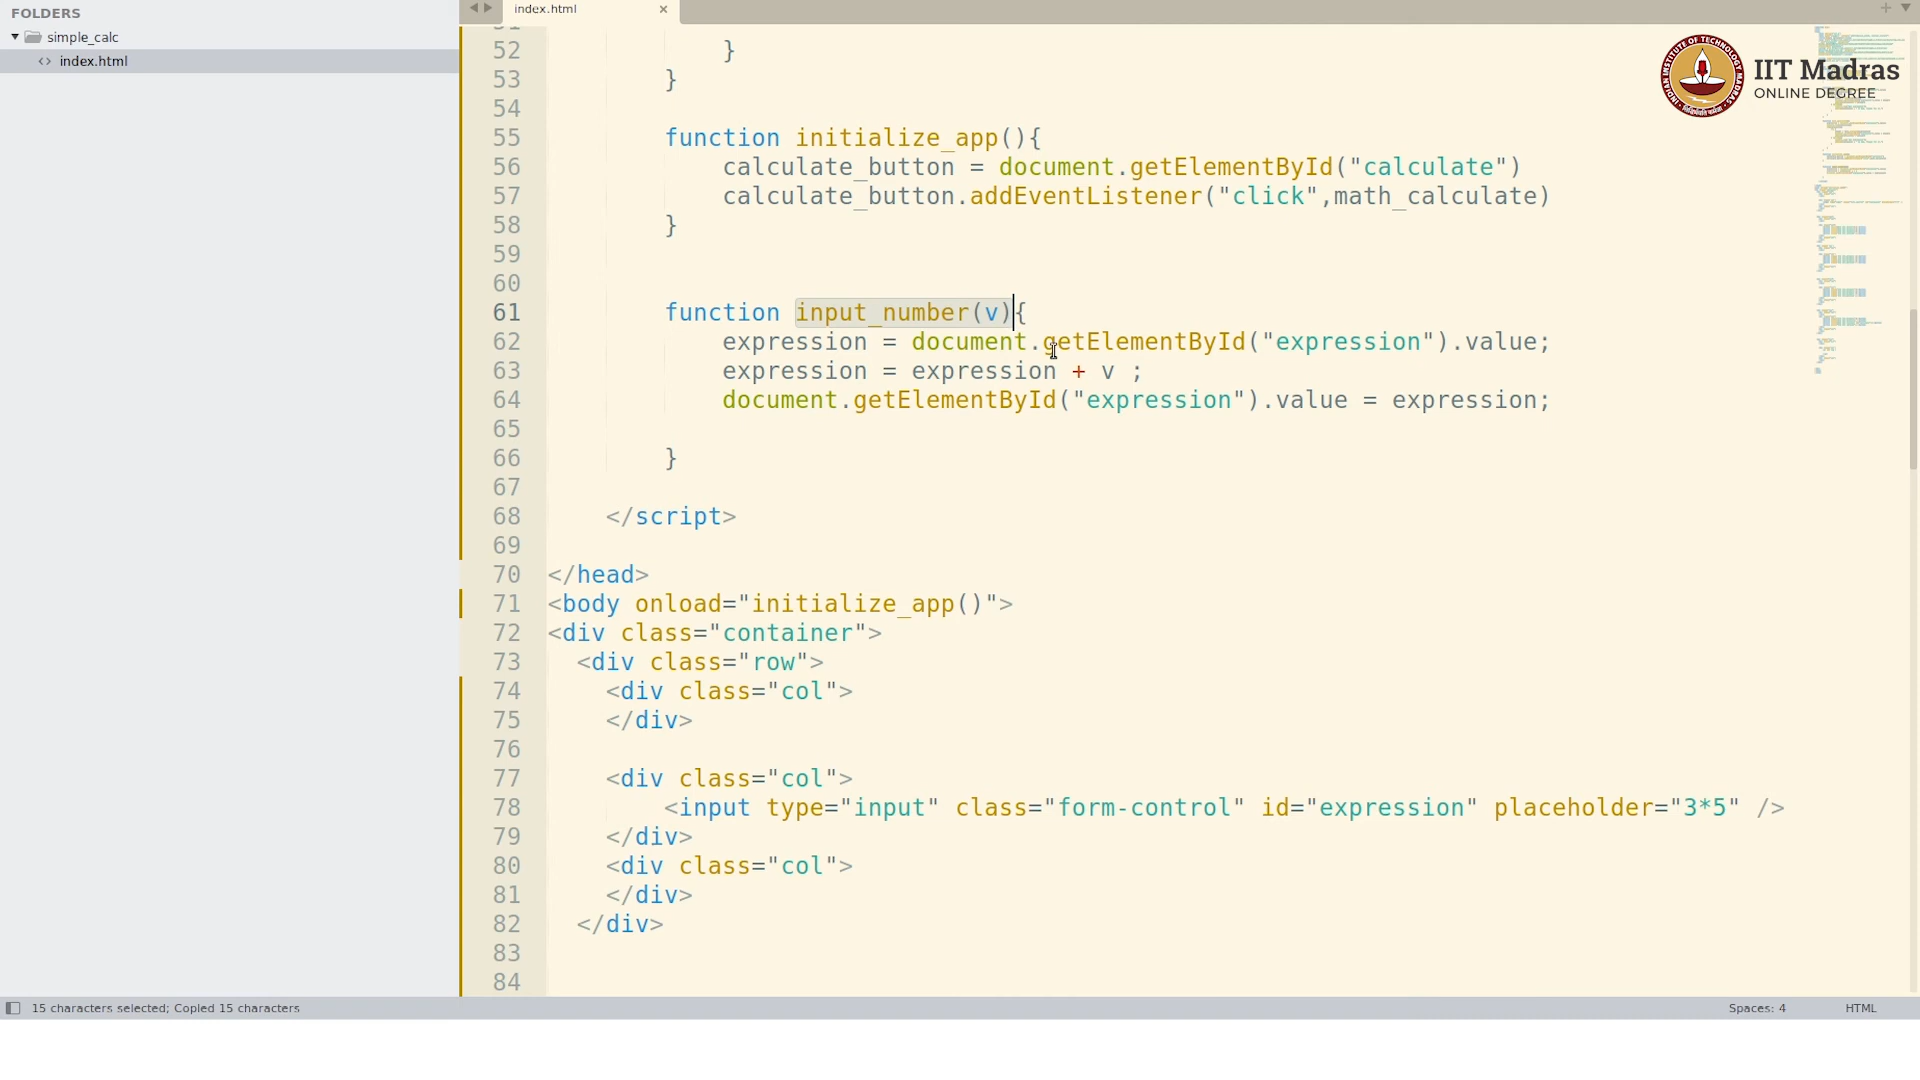 FOLDERS
simple_calc
<> index.html
index.html
IIT Madras
ONLINE DEGREE
52 }
53 }
54
55 function initialize_app(){
56 calculate_button = document.getElementById("calculate")
57 calculate_button.addEventListener("click",math_calculate)
58 }
59
60
61 function input_number(v){
62 expression = document.getElementById("expression").value;
63 expression = expression + v ;
64 document.getElementById("expression").value = expression;
65
66 }
67
68 </script>
69
70 </head>
71 <body onload="initialize_app()">
72 <div class="container">
73 <div class="row">
74 <div class="col">
75 </div>
76
77 <div class="col">
78 <input type="input" class="form-control" id="expression" placeholder="3*5" />
79 </div>
80 <div class="col">
81 </div>
82 </div>
83
84
15 characters selected; Copied 15 characters
Spaces: 4
HTML